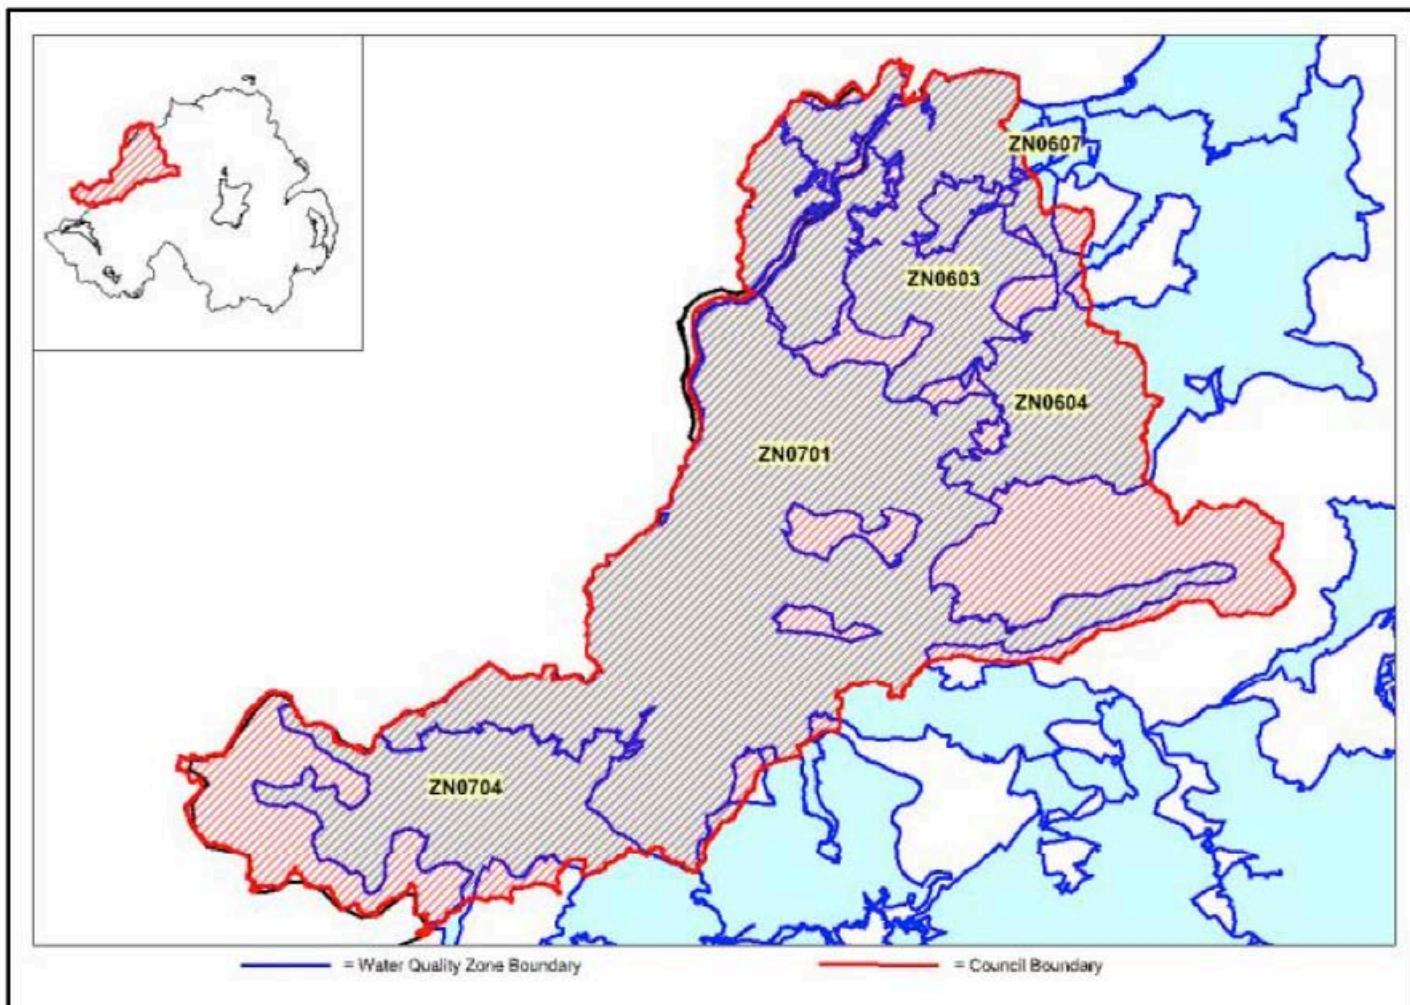 ZN0607
ZN0603
ZN0604
ZN0701
ZN0704
= Water Quality Zone Boundary
= Council Boundary